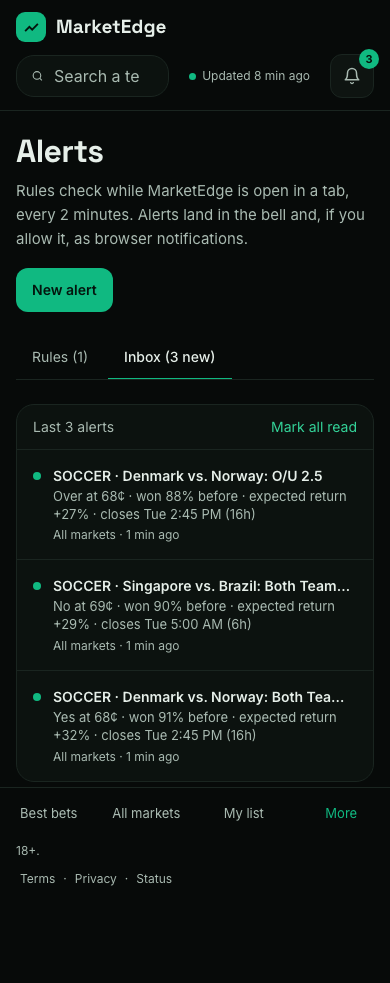 MarketEdge
Search a te
Updated 8 min ago
3
Alerts
Rules check while MarketEdge is open in a tab,
every 2 minutes. Alerts land in the bell and, if you
allow it, as browser notifications.
New alert
Rules (1)
Inbox (3 new)
Last 3 alerts
Mark all read
SOCCER · Denmark vs. Norway: O/U 2.5
Over at 68¢ · won 88% before · expected return
+27% · closes Tue 2:45 PM (16h)
All markets · 1 min ago
SOCCER · Singapore vs. Brazil: Both Team...
No at 69¢ · won 90% before · expected return
+29% · closes Tue 5:00 AM (6h)
All markets · 1 min ago
SOCCER · Denmark vs. Norway: Both Tea...
Yes at 68¢ · won 91% before · expected return
+32% · closes Tue 2:45 PM (16h)
All markets · 1 min ago
Best bets
All markets
My list
More
18+.
Terms · Privacy · Status